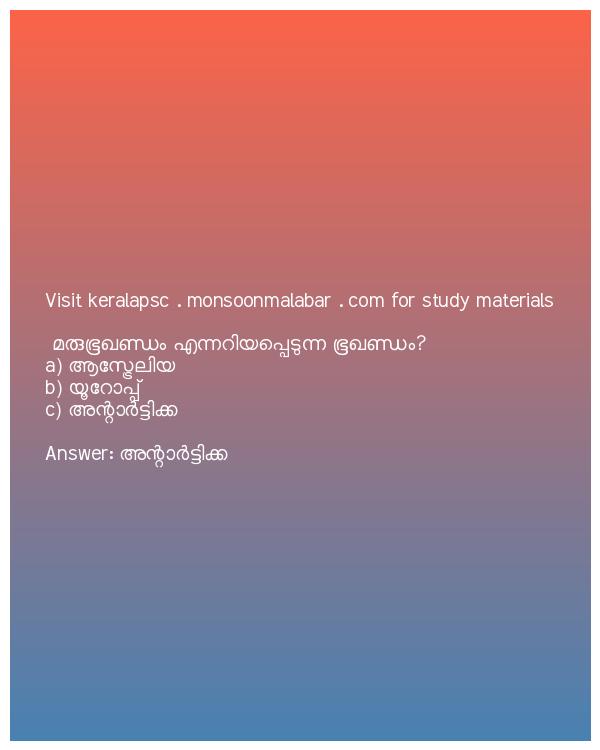 Visit keralapsc . monsoonmalabar . com for study materials
മരുഭൂഖണ്ഡം എന്നറിയപ്പെടുന്ന ഭൂഖണ്ഡം?
a) ആസ്ട്രേലിയ
b) യൂറോപ്പ്
c) അന്റാർട്ടിക്ക
Answer: അന്റാർട്ടിക്ക